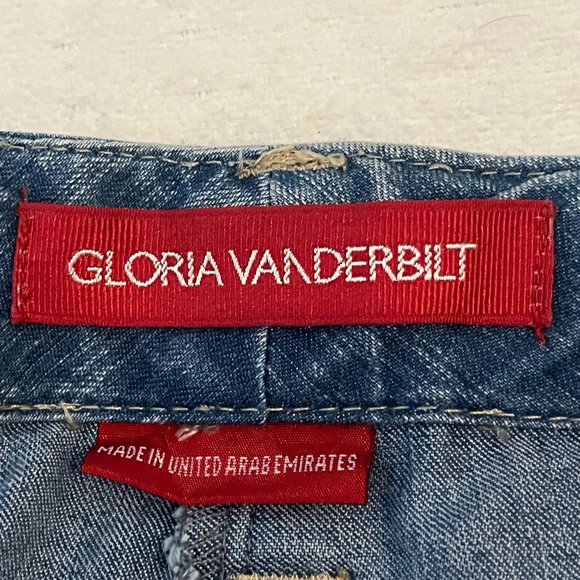 GLORIA VANDERBILT
MADE IN UNITED ARAB EMIRATES